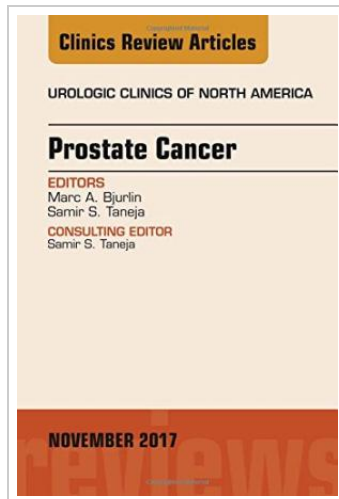 Clinics Review Articles
UROLOGIC CLINICS OF NORTH AMERICA
Prostate Cancer
EDITORS
Marc A. Bjurlin
Samir S. Taneja
CONSULTING EDITOR
Samir S. Taneja
NOVEMBER 2017
reviews